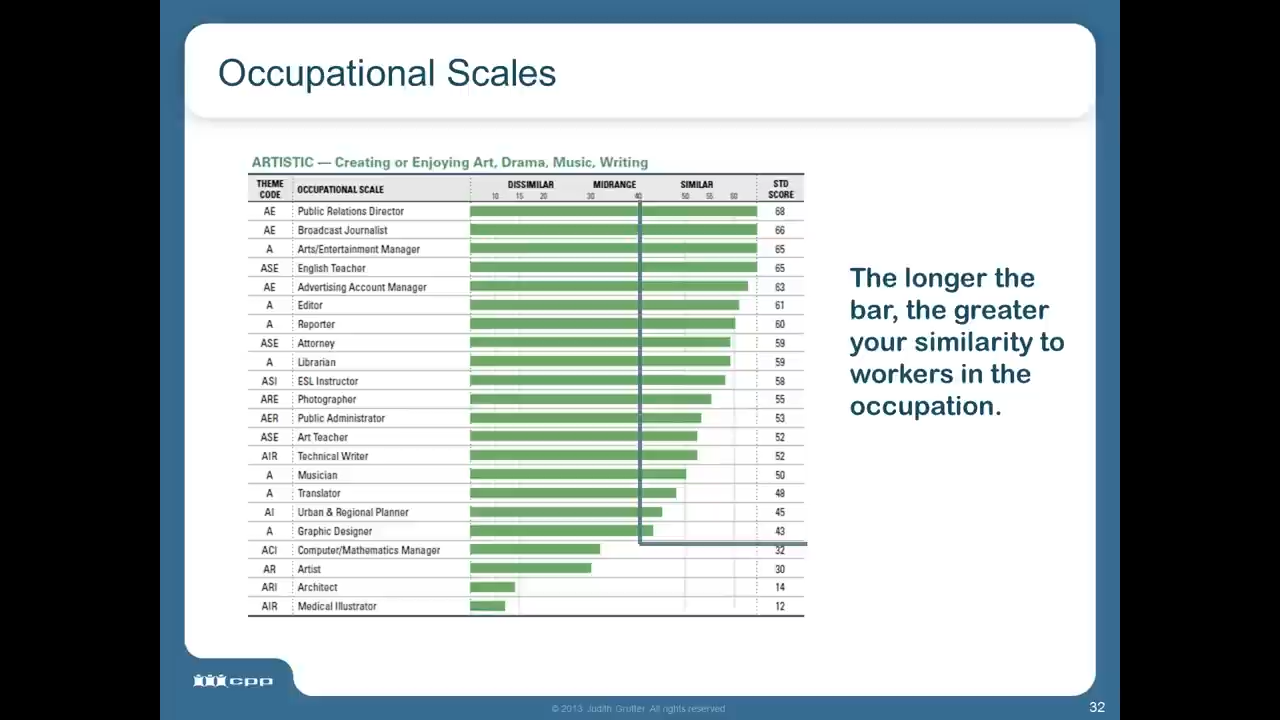 Occupational Scales
ARTISTIC — Creating or Enjoying Art, Drama, Music, Writing
THEME CODE OCCUPATIONAL SCALE DISSIMILAR MIDRANGE SIMILAR STD SCORE
10 15 20 30 40 50 55 60
AE Public Relations Director 68
AE Broadcast Journalist 66
A Arts/Entertainment Manager 65
ASE English Teacher 65
AE Advertising Account Manager 63
A Editor 61
A Reporter 60
ASE Attorney 59
A Librarian 59
ASI ESL Instructor 58
ARE Photographer 55
AER Public Administrator 53
ASE Art Teacher 52
AIR Technical Writer 52
A Musician 50
A Translator 48
AI Urban & Regional Planner 45
A Graphic Designer 43
ACI Computer/Mathematics Manager 32
AR Artist 30
ARI Architect 14
AIR Medical Illustrator 12
The longer the
bar, the greater
your similarity to
workers in the
occupation.
cpp
© 2013 Judith Grutter All rights reserved
32